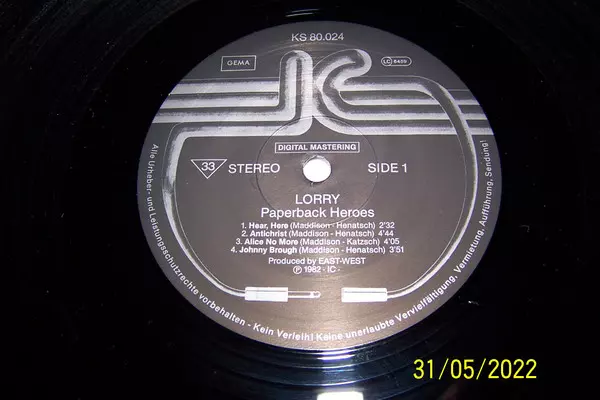 KS 80.024
GEMA
LC 8409
DIGITAL MASTERING
33 STEREO SIDE 1
LORRY
Paperback Heroes
1. Hear, Here (Maddison - Henatsch) 2'32
2. Antichrist (Maddison - Henatsch) 4'44
3. Alice No More (Maddison - Katzsch) 4'05
4. Johnny Brough (Maddison - Henatsch) 3'51
Produced by EAST-WEST
℗ 1982 - IC -
Alle Urheber- und Leistungsschutzrechte vorbehalten - Kein Verleih! Keine unerlaubte Vervielfältigung, Vermietung, Aufführung, Sendung!
31/05/2022